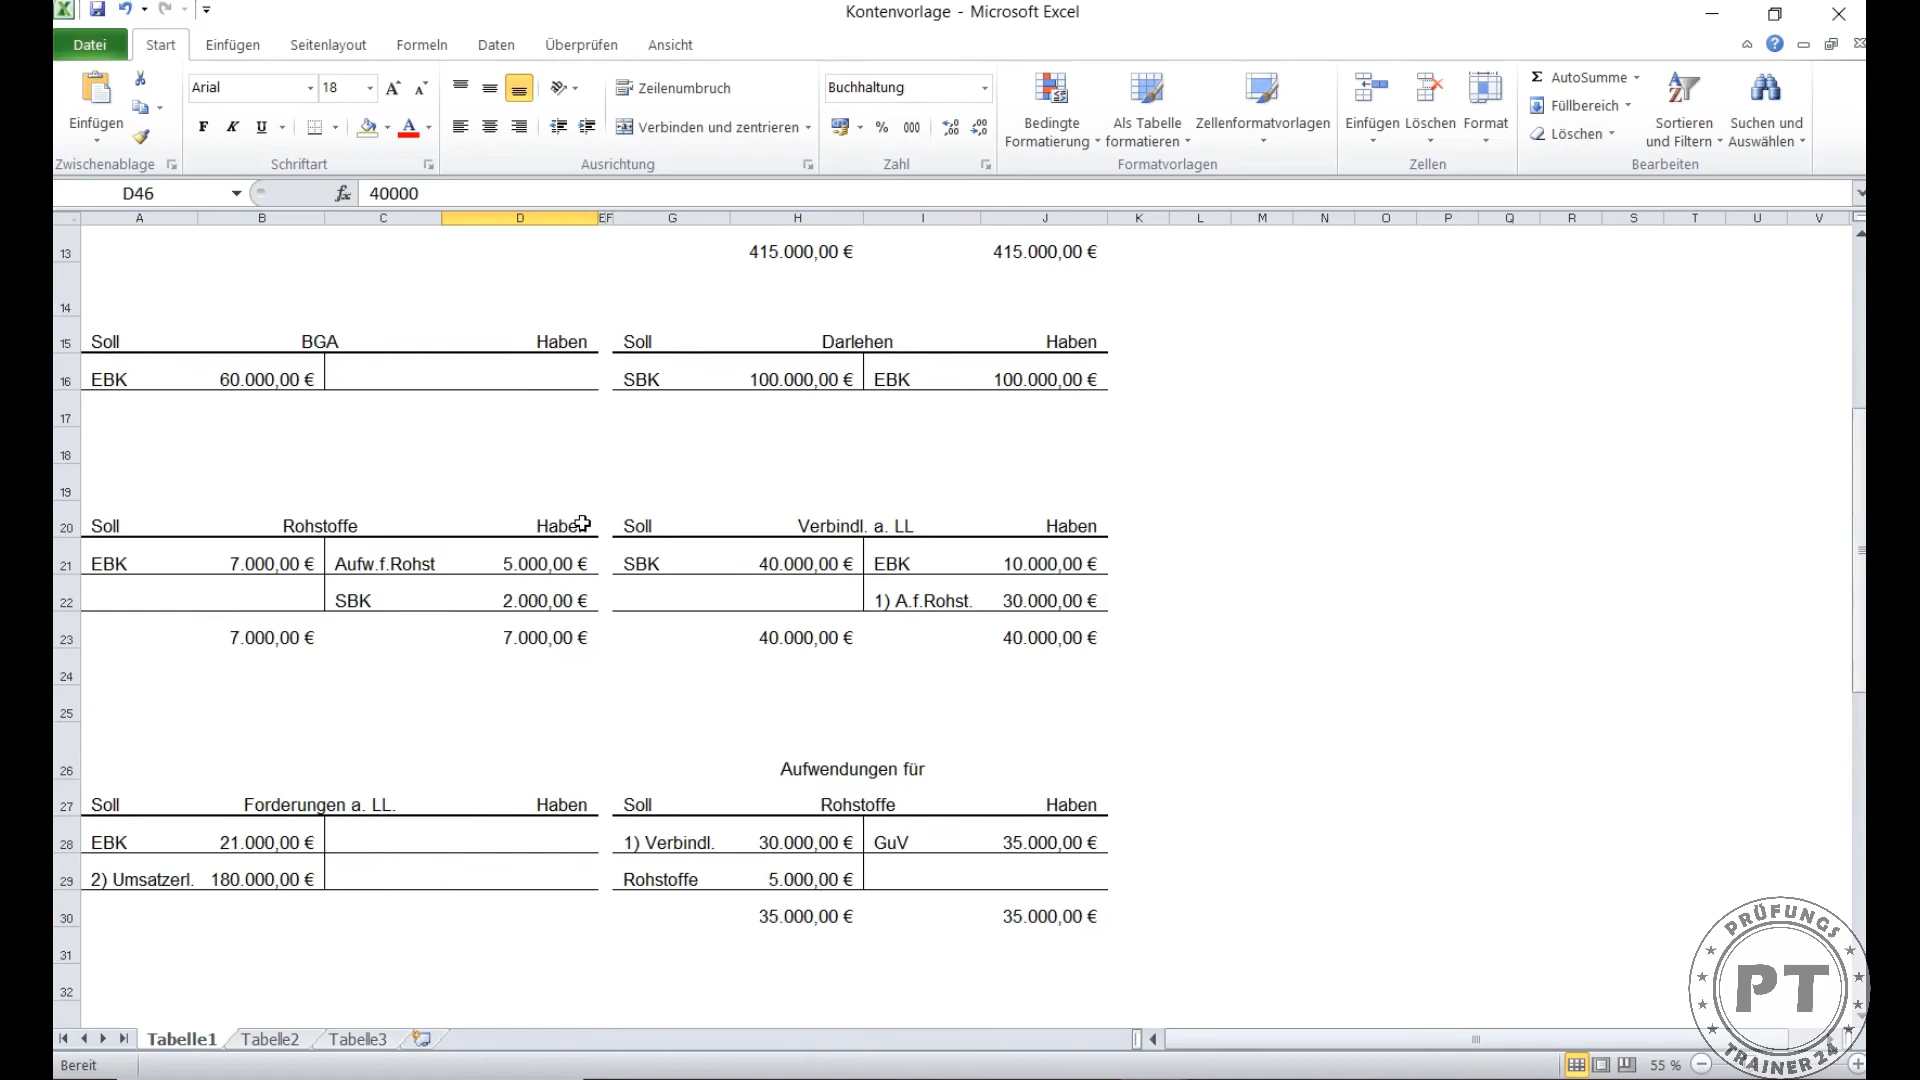 Kontenvorlage - Microsoft Excel
Datei Start Einfügen Seitenlayout Formeln Daten Überprüfen Ansicht
Arial 18 Zeilenumbruch Buchhaltung AutoSumme
Füllbereich
Einfügen F K U A Verbinden und zentrieren % 000 Bedingte Formatierung Als Tabelle formatieren Zellenformatvorlagen Einfügen Löschen Format Löschen Sortieren und Filtern Suchen und Auswählen
Zwischenablage Schriftart Ausrichtung Zahl Formatvorlagen Zellen Bearbeiten
D46 fx 40000
A B C D E F G H I J K L M N O P Q R S T U V
13 415.000,00 € 415.000,00 €
14
15 Soll BGA Haben Soll Darlehen Haben
16 EBK 60.000,00 € SBK 100.000,00 € EBK 100.000,00 €
17
18
19
20 Soll Rohstoffe Haben Soll Verbindl. a. LL Haben
21 EBK 7.000,00 € Aufw.f.Rohst 5.000,00 € SBK 40.000,00 € EBK 10.000,00 €
22 SBK 2.000,00 € 1) A.f.Rohst. 30.000,00 €
23 7.000,00 € 7.000,00 € 40.000,00 € 40.000,00 €
24
25
26 Aufwendungen für
27 Soll Forderungen a. LL. Haben Soll Rohstoffe Haben
28 EBK 21.000,00 € 1) Verbindl. 30.000,00 € GuV 35.000,00 €
29 2) Umsatzerl. 180.000,00 € Rohstoffe 5.000,00 €
30 35.000,00 € 35.000,00 €
31
32
PRÜFUNGS
PT
TRAINER24
Tabelle1 Tabelle2 Tabelle3
Bereit 55 %